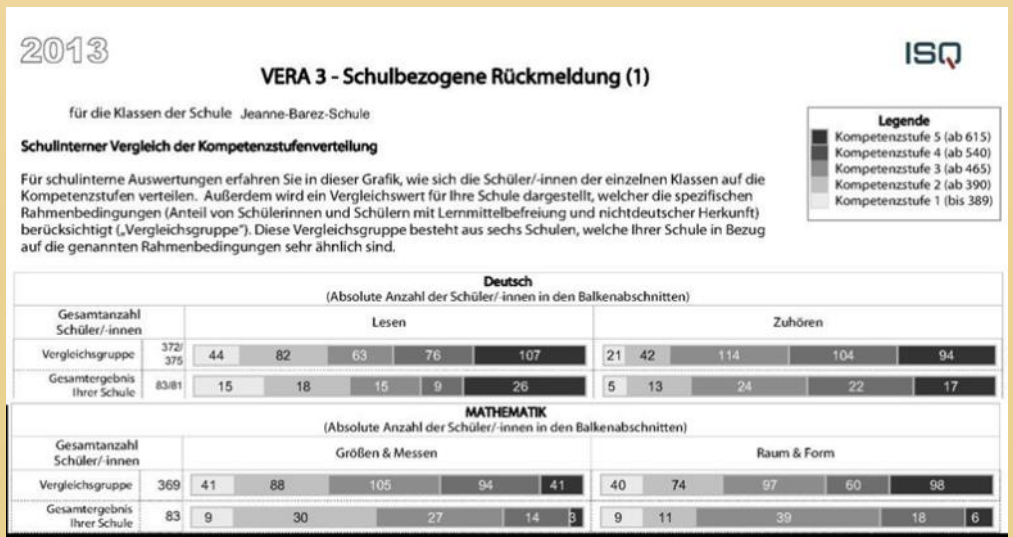 2013
ISQ
VERA 3 - Schulbezogene Rückmeldung (1)
für die Klassen der Schule Jeanne-Barez-Schule
Legende
Kompetenzstufe 5 (ab 615)
Kompetenzstufe 4 (ab 540)
Kompetenzstufe 3 (ab 465)
Kompetenzstufe 2 (ab 390)
Kompetenzstufe 1 (bis 389)
Schulinterner Vergleich der Kompetenzstufenverteilung
Für schulinterne Auswertungen erfahren Sie in dieser Grafik, wie sich die Schüler/-innen der einzelnen Klassen auf die
Kompetenzstufen verteilen. Außerdem wird ein Vergleichswert für Ihre Schule dargestellt, welcher die spezifischen
Rahmenbedingungen (Anteil von Schülerinnen und Schülern mit Lernmittelbefreiung und nichtdeutscher Herkunft)
berücksichtigt („Vergleichsgruppe"). Diese Vergleichsgruppe besteht aus sechs Schulen, welche Ihrer Schule in Bezug
auf die genannten Rahmenbedingungen sehr ähnlich sind.
Deutsch
(Absolute Anzahl der Schüler/-innen in den Balkenabschnitten)
Gesamtanzahl
Schüler/-innen
Lesen
Zuhören
Vergleichsgruppe 372/
375
44 82 63 76 107
21 42 114 104 94
Gesamtergebnis
Ihrer Schule
83/81
15 18 15 9 26
5 13 24 22 17
MATHEMATIK
(Absolute Anzahl der Schüler/-innen in den Balkenabschnitten)
Gesamtanzahl
Schüler/-innen
Größen & Messen
Raum & Form
Vergleichsgruppe 369 41 88 105 94 41
40 74 97 60 98
Gesamtergebnis
Ihrer Schule
83
9 30 27 14 3
9 11 39 18 6